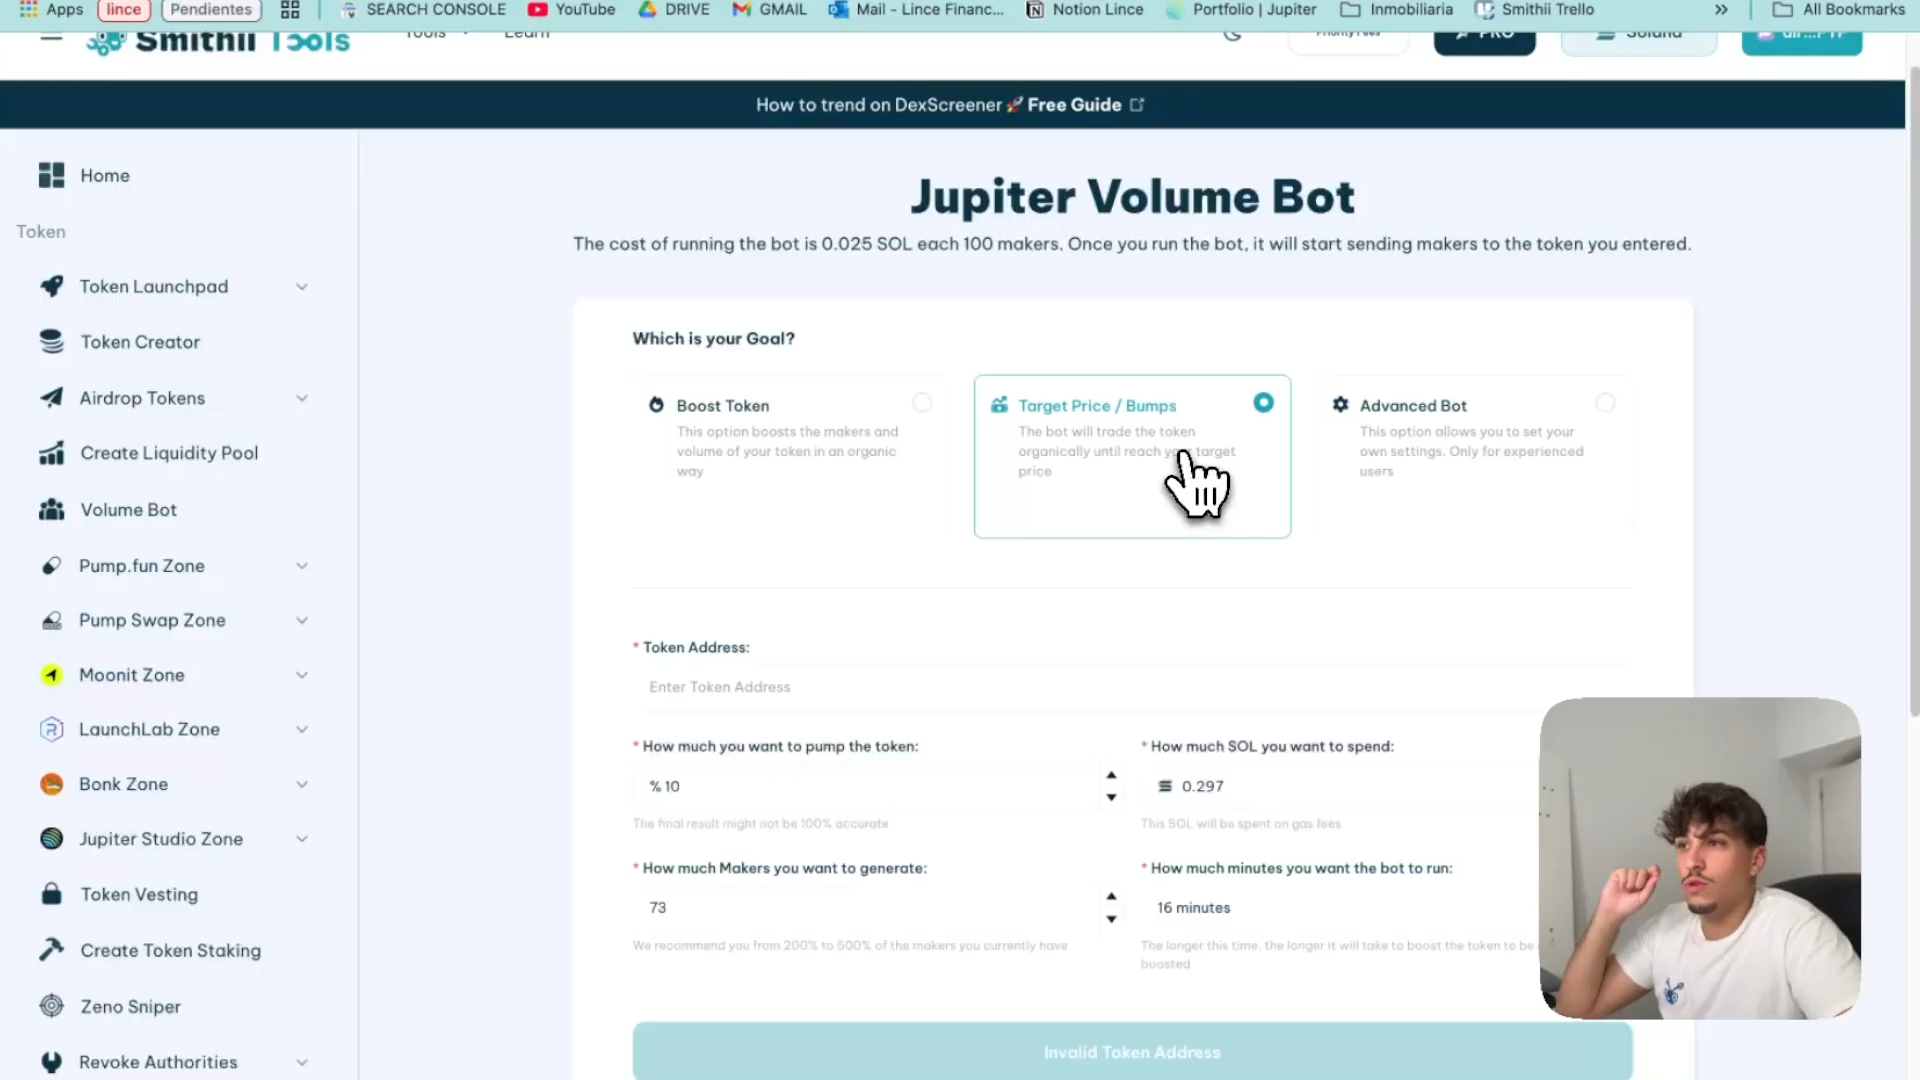 Apps
lince
Pendientes
SEARCH CONSOLE
YouTube
DRIVE
GMAIL
Mail - Lince Financ...
Notion Lince
Portfolio | Jupiter
Inmobiliaria
Smithii Trello
»
All Bookmarks
Smithii Tools
Tools
Learn
Priority Fees
PRO
Solana
How to trend on DexScreener 🚀 Free Guide
Home
Token
Token Launchpad
Token Creator
Airdrop Tokens
Create Liquidity Pool
Volume Bot
Pump.fun Zone
Pump Swap Zone
Moonit Zone
LaunchLab Zone
Bonk Zone
Jupiter Studio Zone
Token Vesting
Create Token Staking
Zeno Sniper
Revoke Authorities
Jupiter Volume Bot
The cost of running the bot is 0.025 SOL each 100 makers. Once you run the bot, it will start sending makers to the token you entered.
Which is your Goal?
Boost Token
This option boosts the makers and
volume of your token in an organic
way
Target Price / Bumps
The bot will trade the token
organically until reach your target
price
Advanced Bot
This option allows you to set your
own settings. Only for experienced
users
* Token Address:
Enter Token Address
* How much you want to pump the token:
% 10
The final result might not be 100% accurate
* How much SOL you want to spend:
0.297
This SOL will be spent on gas fees
* How much Makers you want to generate:
73
We recommend you from 200% to 500% of the makers you currently have
* How much minutes you want the bot to run:
16 minutes
The longer this time, the longer it will take to boost the token to be
boosted
Invalid Token Address